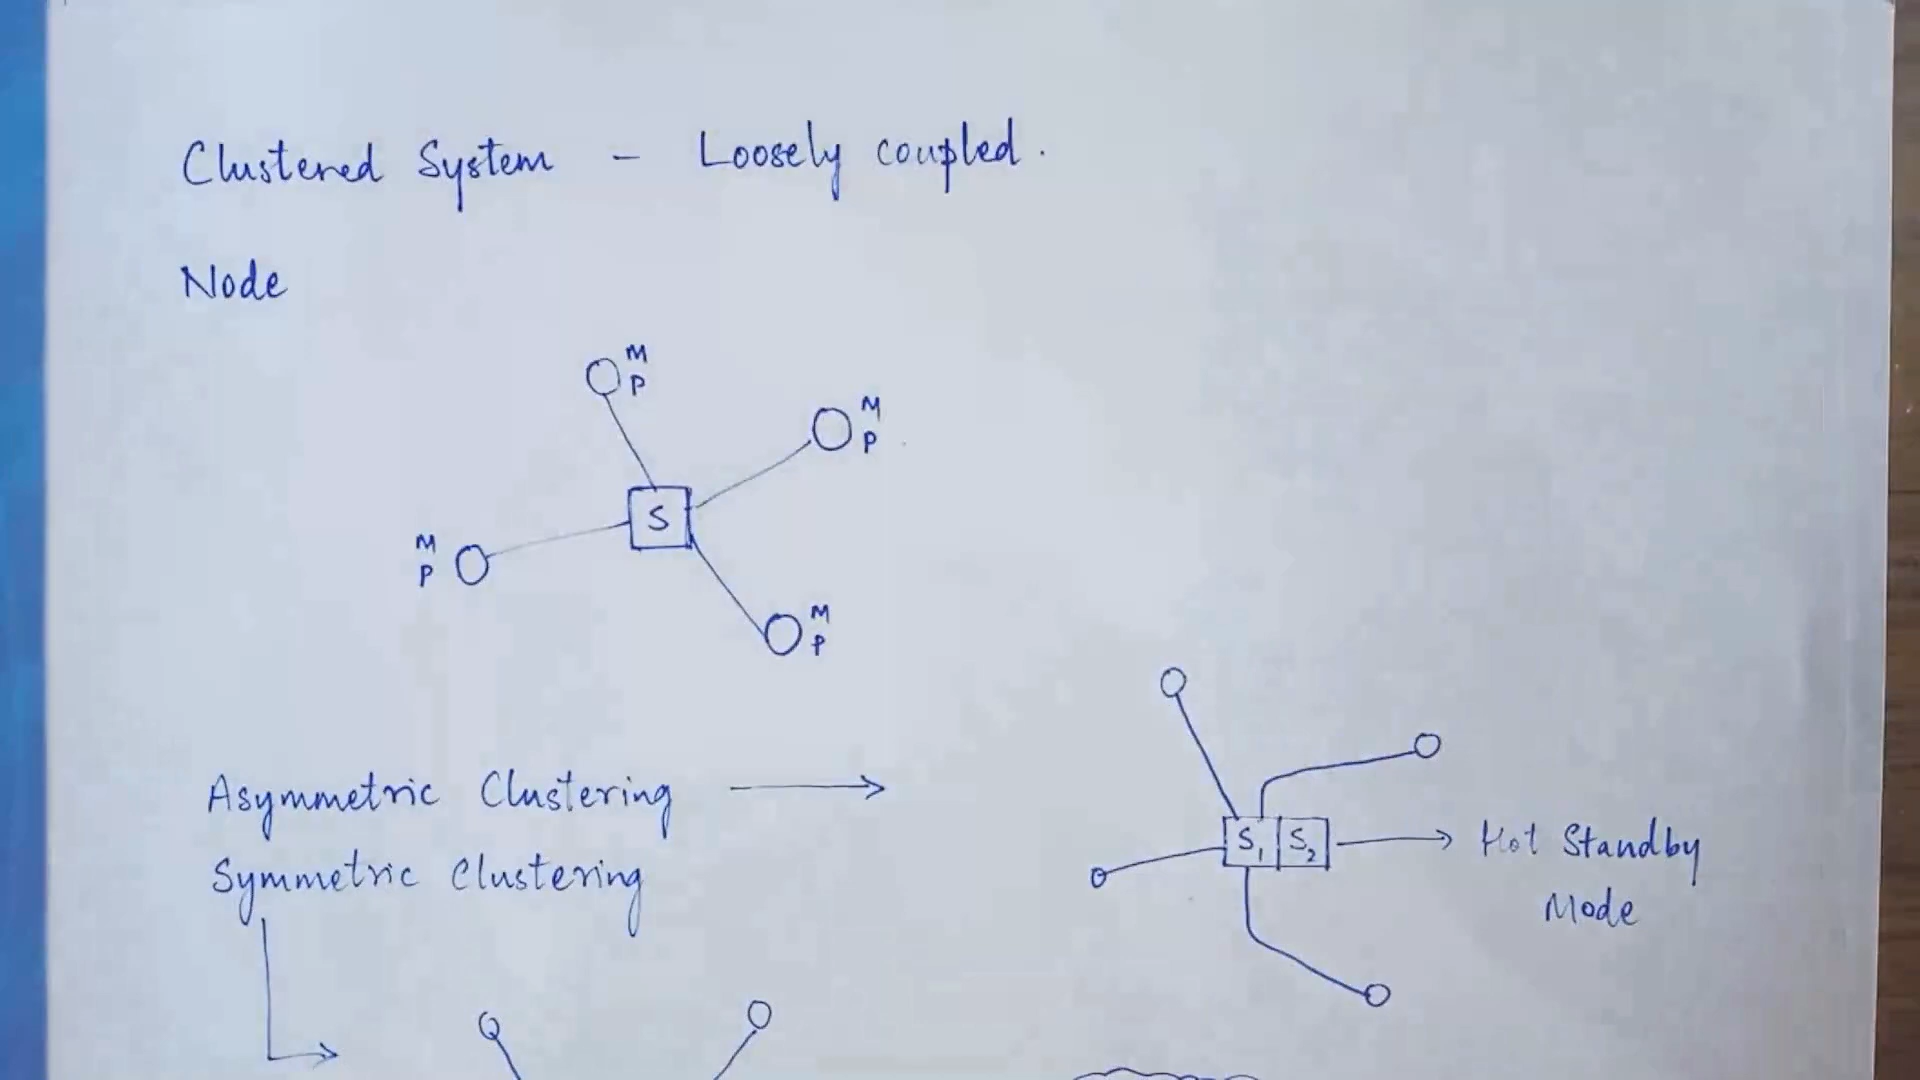 Clustered System - Loosely coupled.
Node
M
P
M
P
S
M
P
M
P
Asymmetric Clustering
Symmetric Clustering
S1 S2
Hot Standby
Mode